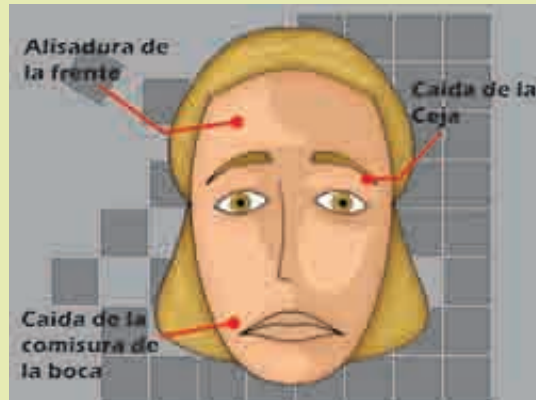 Alisadura de
la frente
Caida de la
Ceja
Caida de la
comisura de
la boca